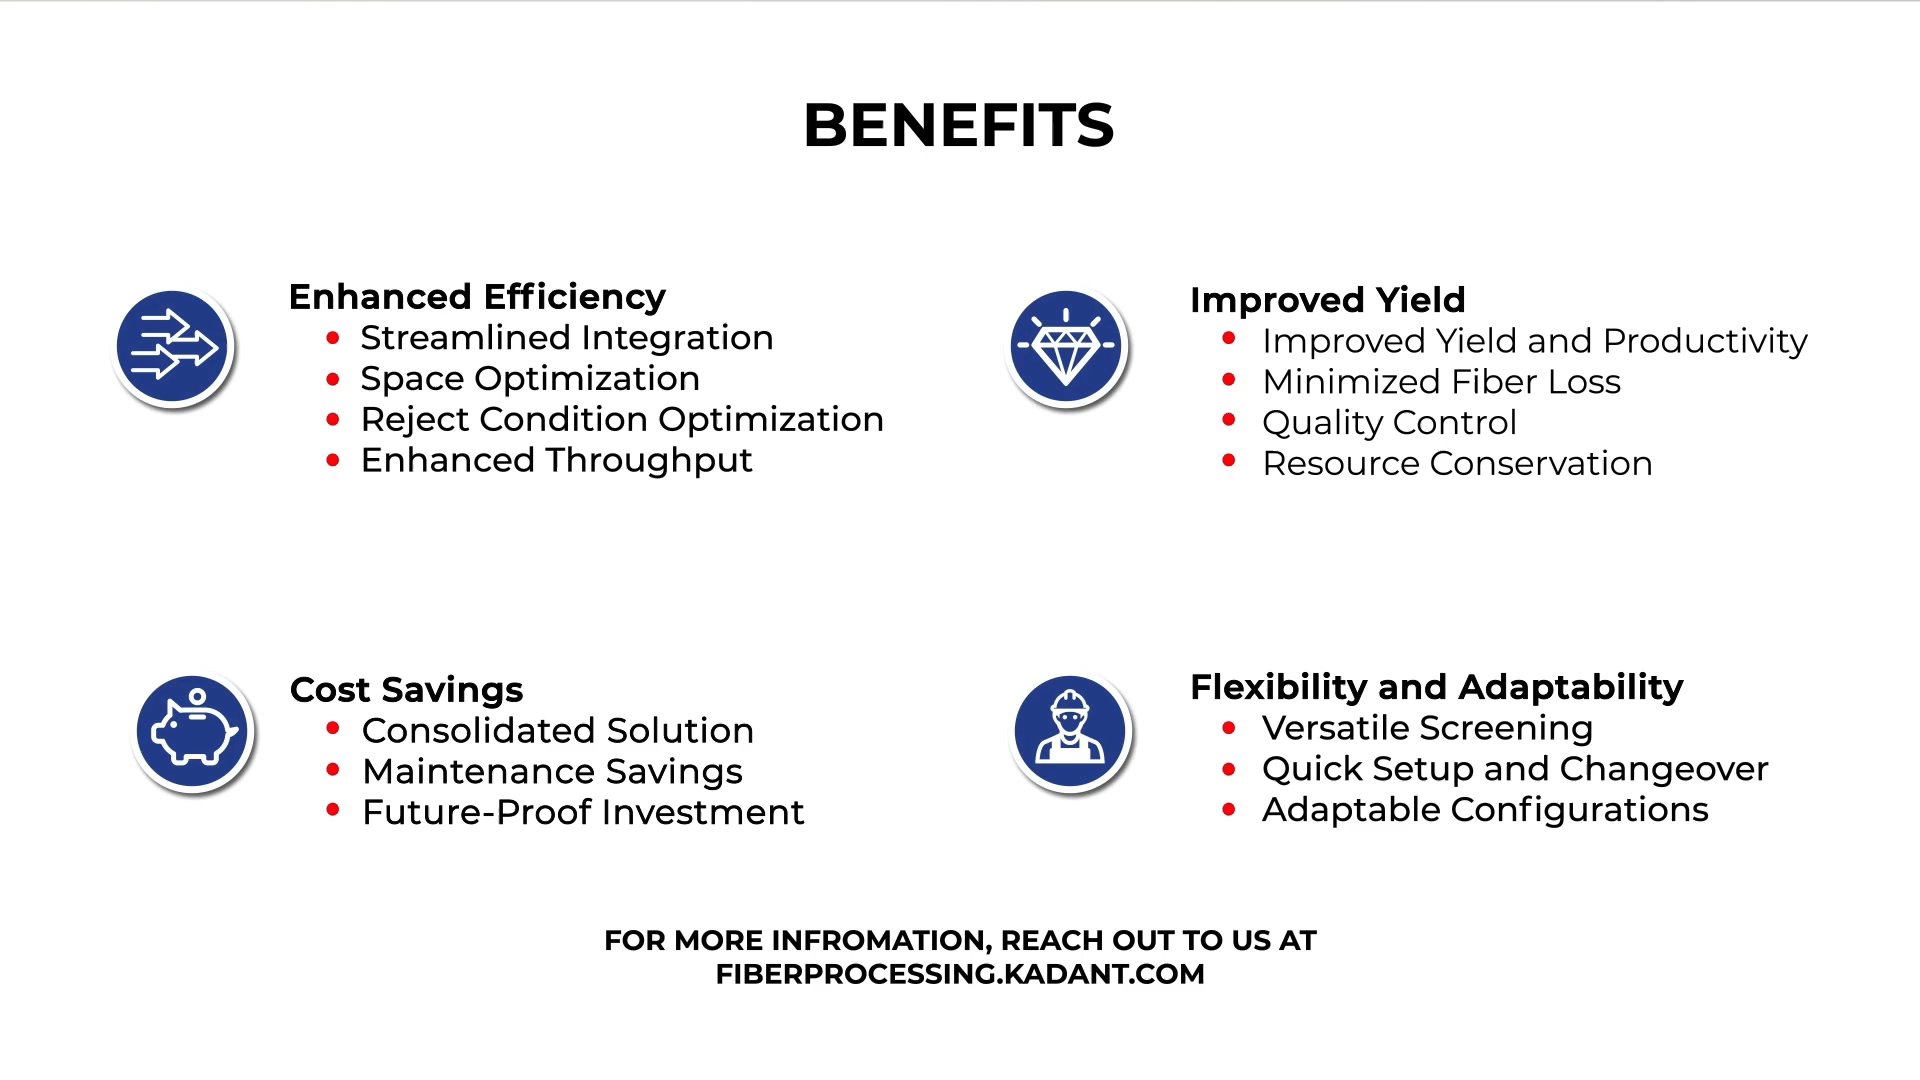 BENEFITS
Enhanced Efficiency
Streamlined Integration
Space Optimization
Reject Condition Optimization
Enhanced Throughput
Improved Yield
Improved Yield and Productivity
Minimized Fiber Loss
Quality Control
Resource Conservation
Cost Savings
Consolidated Solution
Maintenance Savings
Future-Proof Investment
Flexibility and Adaptability
Versatile Screening
Quick Setup and Changeover
Adaptable Configurations
FOR MORE INFROMATION, REACH OUT TO US AT
FIBERPROCESSING.KADANT.COM